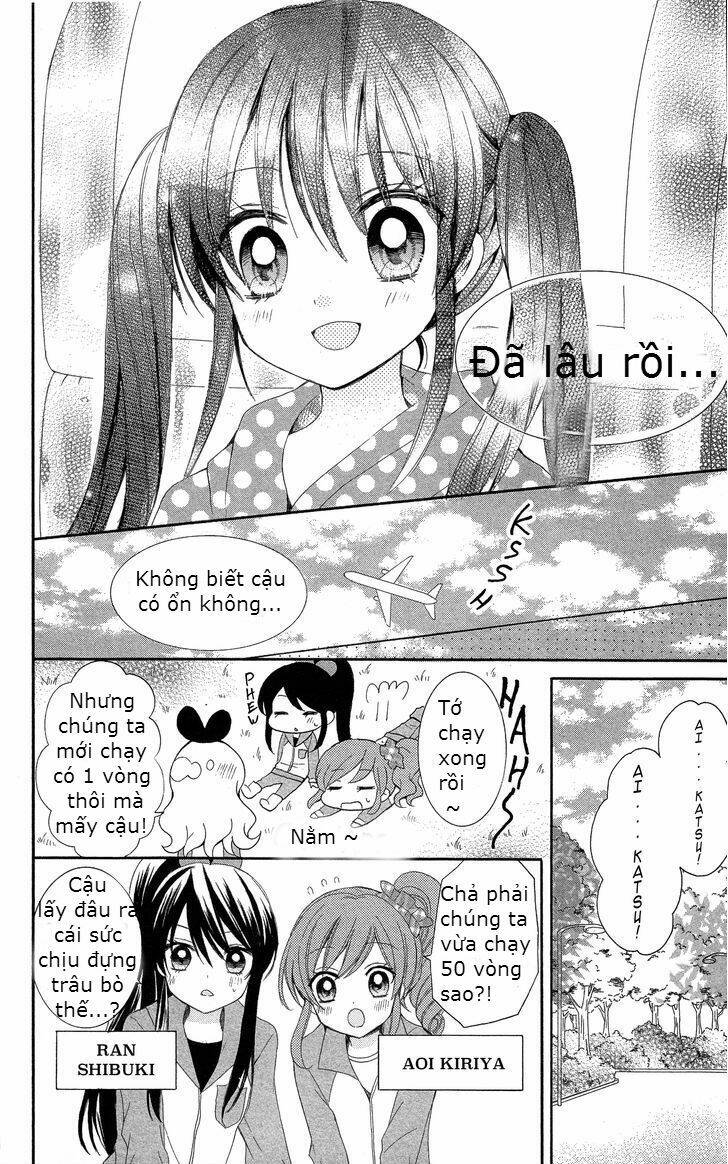 Đã lâu rồi...
KSSH
Không biết cậu
có ổn không...
AI...KATSU!
AI...KATSU!
HAHS
Tớ
chạy
xong
rồi
~
PHEW
Nằm ~
Nhưng
chúng ta
mới chạy
có 1 vòng
thôi mà
mấy cậu!
Chả phải
chúng ta
vừa chạy
50 vòng
sao?!
AOI KIRIYA
Cậu
lấy đâu ra
cái sức
chịu đựng
trâu bò
thế...?
RAN
SHIBUKI